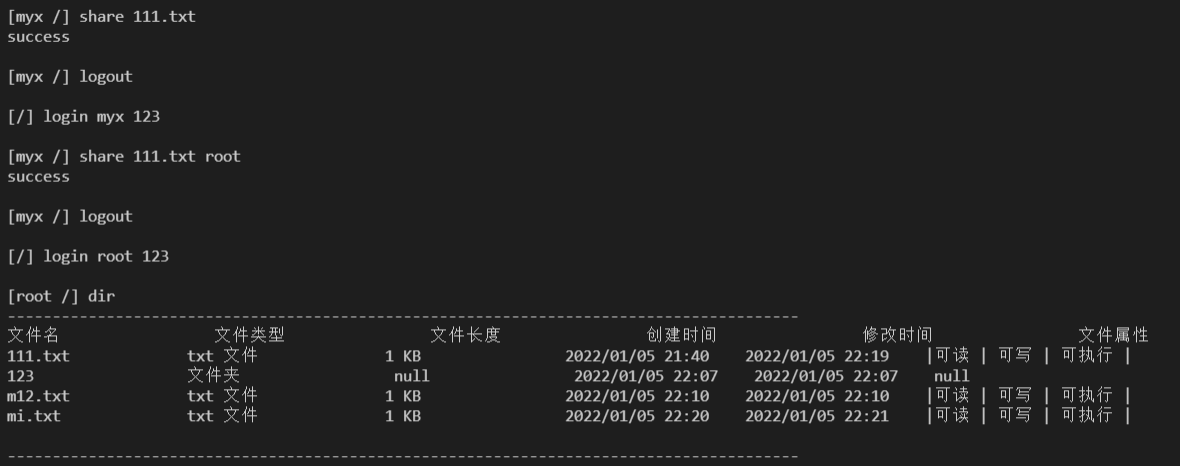 [myx /] share 111.txt
success
[myx /] logout
[/] login myx 123
[myx /] share 111.txt root
success
[myx /] logout
[/] login root 123
[root /] dir
----------------------------------------------------------------------------------------
文件名 文件类型 文件长度 创建时间 修改时间 文件属性
111.txt txt 文件 1 KB 2022/01/05 21:40 2022/01/05 22:19 |可读 | 可写 | 可执行 |
123 文件夹 null 2022/01/05 22:07 2022/01/05 22:07 null
m12.txt txt 文件 1 KB 2022/01/05 22:10 2022/01/05 22:10 |可读 | 可写 | 可执行 |
mi.txt txt 文件 1 KB 2022/01/05 22:20 2022/01/05 22:21 |可读 | 可写 | 可执行 |
----------------------------------------------------------------------------------------